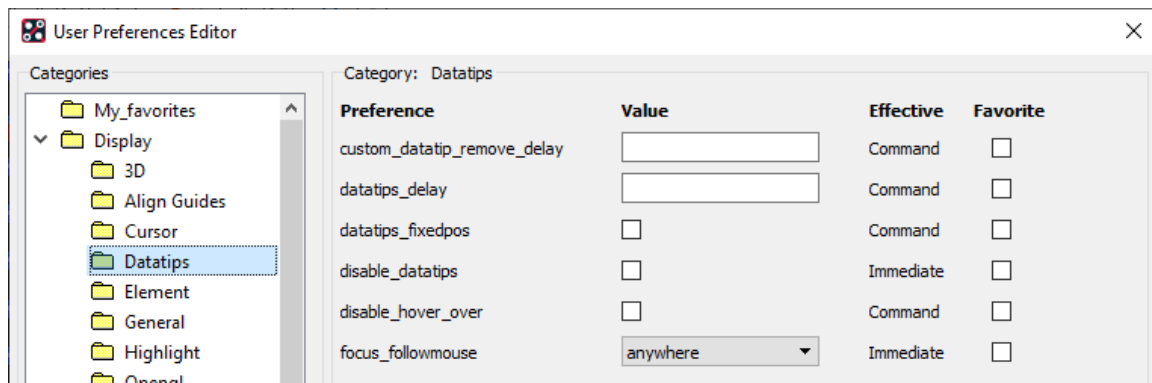 User Preferences Editor
Categories
My_favorites
Display
3D
Align Guides
Cursor
Datatips
Element
General
Highlight
Opengl
Category: Datatips
Preference Value Effective Favorite
custom_datatip_remove_delay Command
datatips_delay Command
datatips_fixedpos Command
disable_datatips Immediate
disable_hover_over Command
focus_followmouse anywhere Immediate